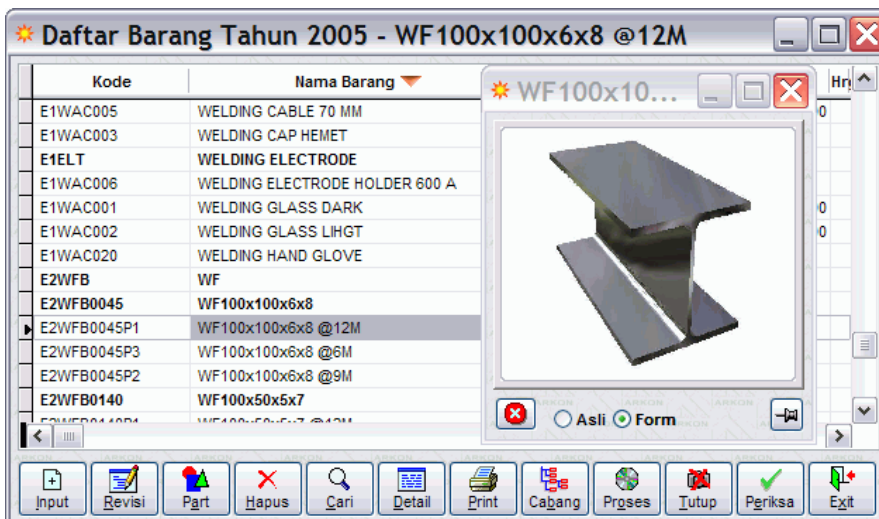 Daftar Barang Tahun 2005 - WF100x100x6x8 @12M
Kode Nama Barang
WF100x10...
E1WAC005 WELDING CABLE 70 MM
E1WAC003 WELDING CAP HEMET
E1ELT WELDING ELECTRODE
E1WAC006 WELDING ELECTRODE HOLDER 600 A
E1WAC001 WELDING GLASS DARK
E1WAC002 WELDING GLASS LIHGT
E1WAC020 WELDING HAND GLOVE
E2WFB WF
E2WFB0045 WF100x100x6x8
E2WFB0045P1 WF100x100x6x8 @12M
E2WFB0045P3 WF100x100x6x8 @6M
E2WFB0045P2 WF100x100x6x8 @9M
E2WFB0140 WF100x50x5x7
Asli Form
Input Revisi Part Hapus Cari Detail Print Cabang Proses Tutup Periksa Exit